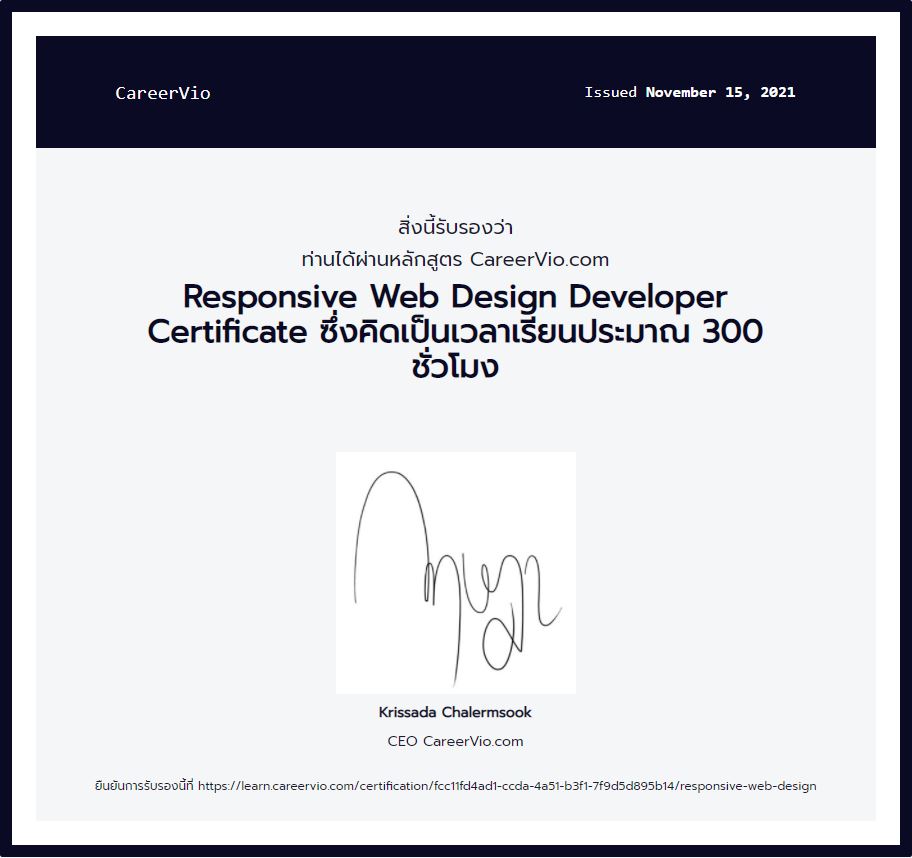 CareerVio
Issued November 15, 2021
สิ่งนี้รับรองว่า
ท่านได้ผ่านหลักสูตร CareerVio.com
Responsive Web Design Developer
Certificate ซึ่งคิดเป็นเวลาเรียนประมาณ 300
ชั่วโมง
Krissada Chalermsook
CEO CareerVio.com
ยืนยันการรับรองนี้ที่ https://learn.careervio.com/certification/fcc11fd4ad1-ccda-4a51-b3f1-7f9d5d895b14/responsive-web-design